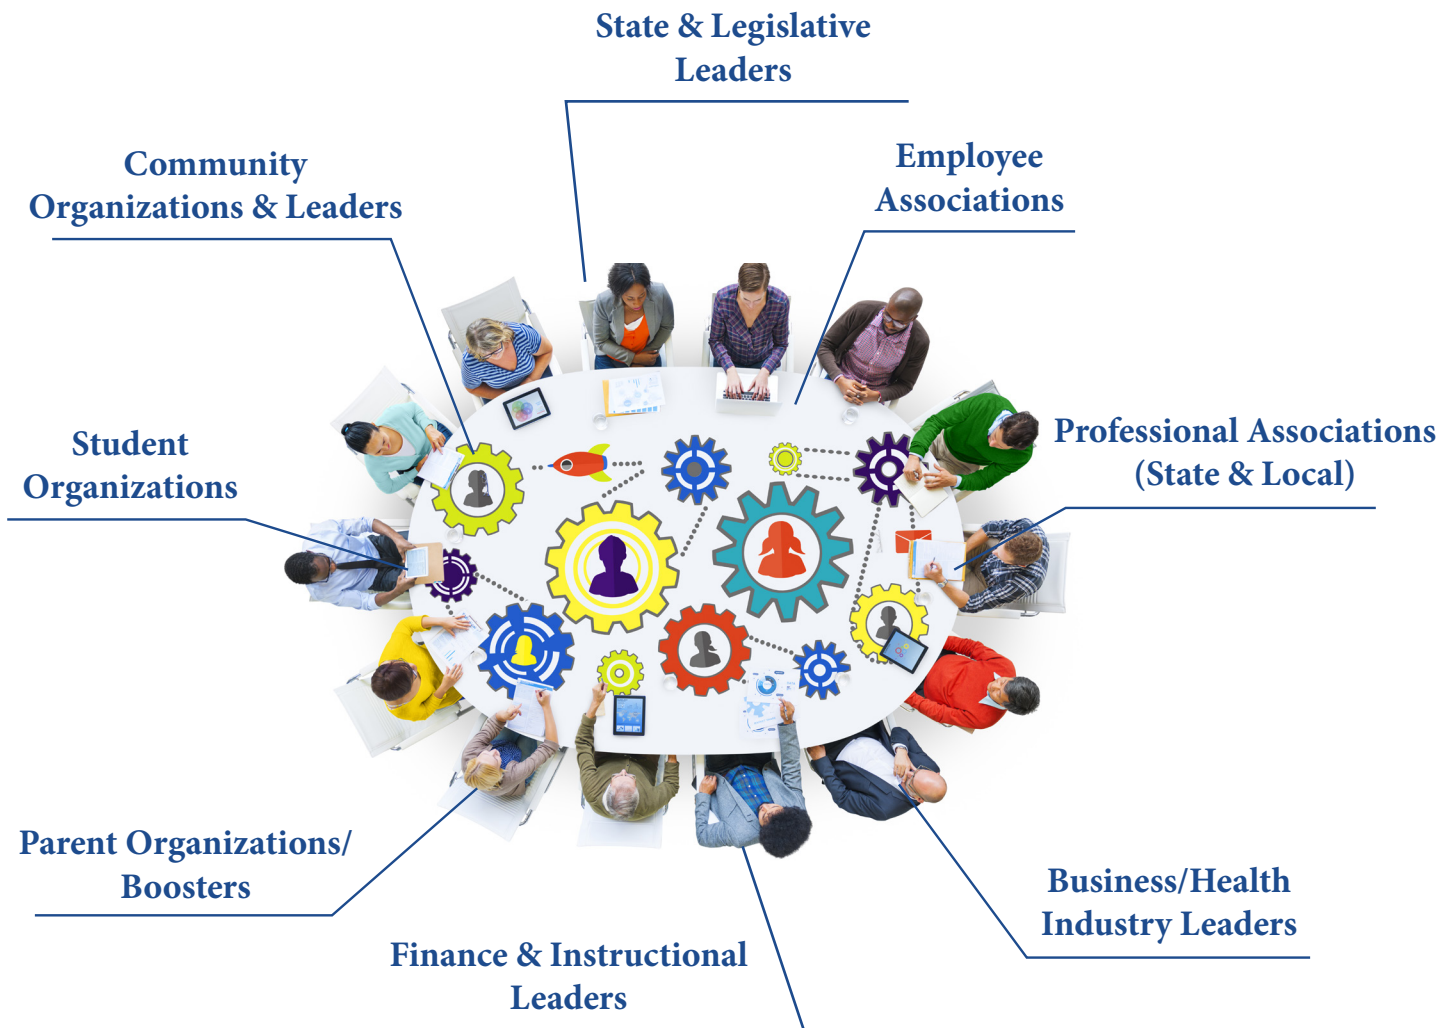 State & Legislative
Leaders
Community
Organizations & Leaders
Employee
Associations
Student
Organizations
Professional Associations
(State & Local)
Parent Organizations/
Boosters
Business/Health
Industry Leaders
Finance & Instructional
Leaders